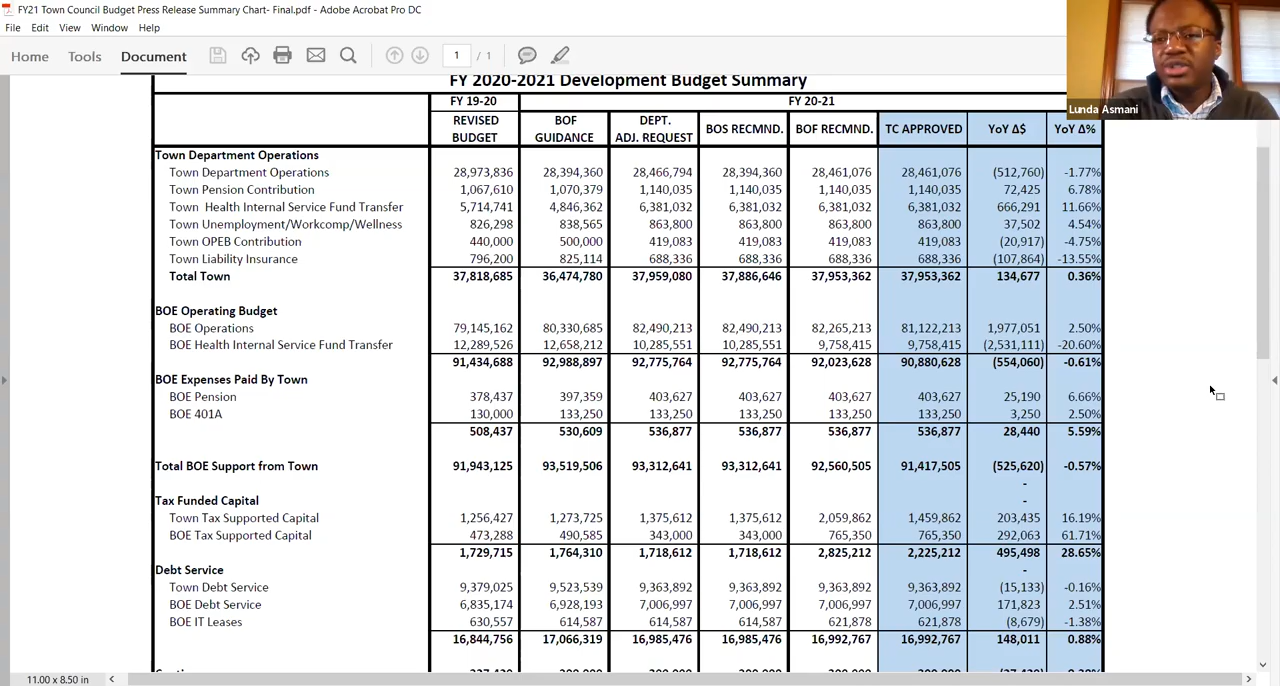 FY21 Town Council Budget Press Release Summary Chart- Final.pdf - Adobe Acrobat Pro DC
File Edit View Window Help
Home Tools Document 1 / 1
Lunda Asmani
FY 2020-2021 Development Budget Summary
FY 19-20 FY 20-21
REVISED BUDGET BOF GUIDANCE DEPT. ADJ. REQUEST BOS RECMND. BOF RECMND. TC APPROVED YoY Δ$ YoY Δ%
Town Department Operations
Town Department Operations 28,973,836 28,394,360 28,466,794 28,394,360 28,461,076 28,461,076 (512,760) -1.77%
Town Pension Contribution 1,067,610 1,070,379 1,140,035 1,140,035 1,140,035 1,140,035 72,425 6.78%
Town Health Internal Service Fund Transfer 5,714,741 4,846,362 6,381,032 6,381,032 6,381,032 6,381,032 666,291 11.66%
Town Unemployment/Workcomp/Wellness 826,298 838,565 863,800 863,800 863,800 863,800 37,502 4.54%
Town OPEB Contribution 440,000 500,000 419,083 419,083 419,083 419,083 (20,917) -4.75%
Town Liability Insurance 796,200 825,114 688,336 688,336 688,336 688,336 (107,864) -13.55%
Total Town 37,818,685 36,474,780 37,959,080 37,886,646 37,953,362 37,953,362 134,677 0.36%
BOE Operating Budget
BOE Operations 79,145,162 80,330,685 82,490,213 82,490,213 82,265,213 81,122,213 1,977,051 2.50%
BOE Health Internal Service Fund Transfer 12,289,526 12,658,212 10,285,551 10,285,551 9,758,415 9,758,415 (2,531,111) -20.60%
91,434,688 92,988,897 92,775,764 92,775,764 92,023,628 90,880,628 (554,060) -0.61%
BOE Expenses Paid By Town
BOE Pension 378,437 397,359 403,627 403,627 403,627 403,627 25,190 6.66%
BOE 401A 130,000 133,250 133,250 133,250 133,250 133,250 3,250 2.50%
508,437 530,609 536,877 536,877 536,877 536,877 28,440 5.59%
Total BOE Support from Town 91,943,125 93,519,506 93,312,641 93,312,641 92,560,505 91,417,505 (525,620) -0.57%
-
Tax Funded Capital -
Town Tax Supported Capital 1,256,427 1,273,725 1,375,612 1,375,612 2,059,862 1,459,862 203,435 16.19%
BOE Tax Supported Capital 473,288 490,585 343,000 343,000 765,350 765,350 292,063 61.71%
1,729,715 1,764,310 1,718,612 1,718,612 2,825,212 2,225,212 495,498 28.65%
Debt Service -
Town Debt Service 9,379,025 9,523,539 9,363,892 9,363,892 9,363,892 9,363,892 (15,133) -0.16%
BOE Debt Service 6,835,174 6,928,193 7,006,997 7,006,997 7,006,997 7,006,997 171,823 2.51%
BOE IT Leases 630,557 614,587 614,587 614,587 621,878 621,878 (8,679) -1.38%
16,844,756 17,066,319 16,985,476 16,985,476 16,992,767 16,992,767 148,011 0.88%
11.00 x 8.50 in